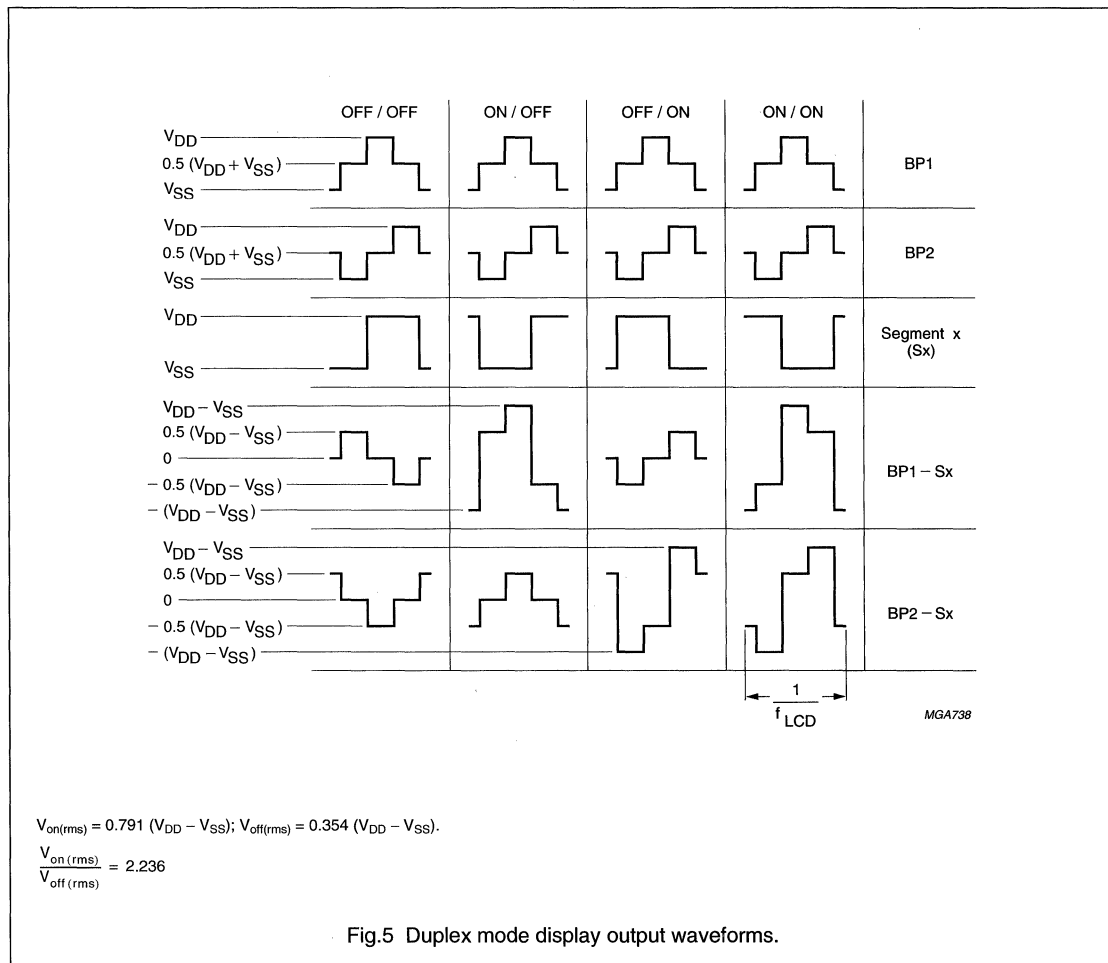 OFF / OFF
ON / OFF
OFF / ON
ON / ON
VDD
0.5 (VDD + VSS)
VSS
BP1
VDD
0.5 (VDD + VSS)
VSS
BP2
VDD
VSS
Segment x
(Sx)
VDD – VSS
0.5 (VDD – VSS)
0
– 0.5 (VDD – VSS)
– (VDD – VSS)
BP1 – Sx
VDD – VSS
0.5 (VDD – VSS)
0
– 0.5 (VDD – VSS)
– (VDD – VSS)
BP2 – Sx
1
f LCD
MGA738
Von(rms) = 0.791 (VDD – VSS); Voff(rms) = 0.354 (VDD – VSS).
Von (rms)
Voff (rms)
= 2.236
Fig.5 Duplex mode display output waveforms.